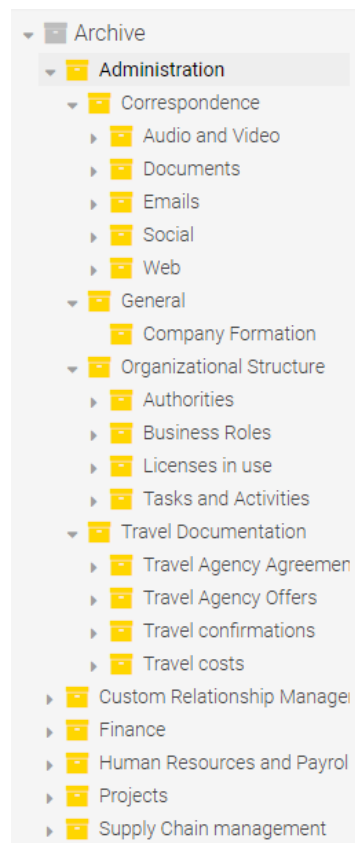 Archive
Administration
Correspondence
Audio and Video
Documents
Emails
Social
Web
General
Company Formation
Organizational Structure
Authorities
Business Roles
Licenses in use
Tasks and Activities
Travel Documentation
Travel Agency Agreemen
Travel Agency Offers
Travel confirmations
Travel costs
Custom Relationship Manage
Finance
Human Resources and Payrol
Projects
Supply Chain management